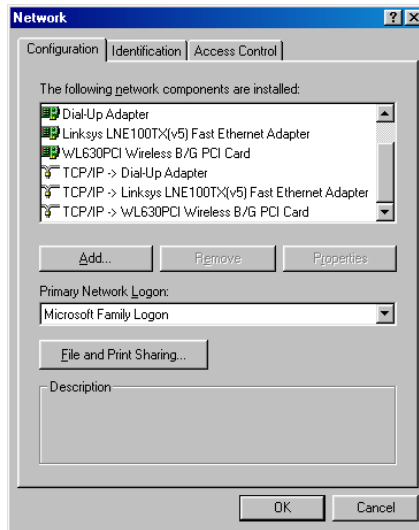 Network
Configuration Identification Access Control
The following network components are installed:
Dial-Up Adapter
Linksys LNE100TX(v5) Fast Ethernet Adapter
WL630PCI Wireless B/G PCI Card
TCP/IP -> Dial-Up Adapter
TCP/IP -> Linksys LNE100TX(v5) Fast Ethernet Adapter
TCP/IP -> WL630PCI Wireless B/G PCI Card
Add... Remove Properties
Primary Network Logon:
Microsoft Family Logon
File and Print Sharing...
Description
OK Cancel